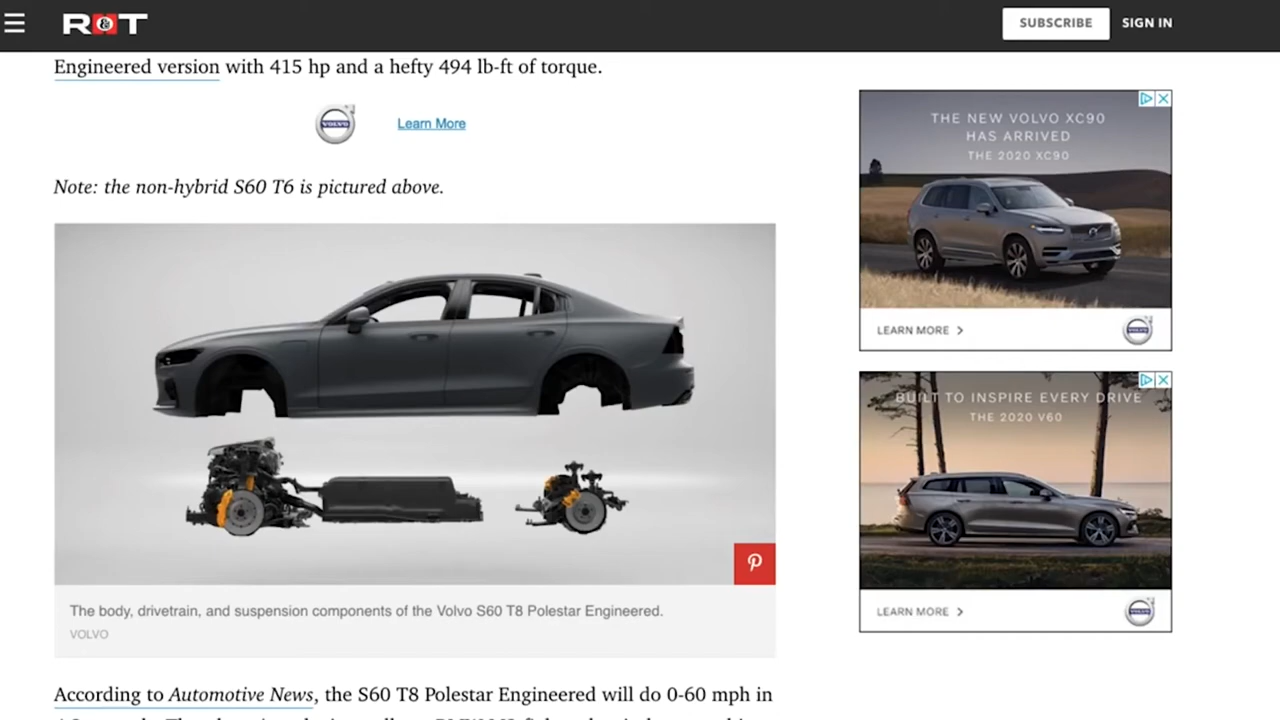 R&T
SUBSCRIBE
SIGN IN
Engineered version with 415 hp and a hefty 494 lb-ft of torque.
VOLVO
Learn More
Note: the non-hybrid S60 T6 is pictured above.
The body, drivetrain, and suspension components of the Volvo S60 T8 Polestar Engineered.
VOLVO
According to Automotive News, the S60 T8 Polestar Engineered will do 0-60 mph in
THE NEW VOLVO XC90
HAS ARRIVED
THE 2020 XC90
LEARN MORE >
VOLVO
BUILT TO INSPIRE EVERY DRIVE
THE 2020 V60
LEARN MORE >
VOLVO